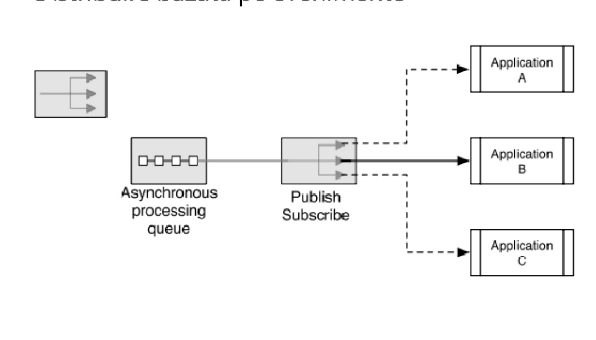 Application
A
Application
B
Asynchronous
processing
queue
Publish
Subscribe
Application
C